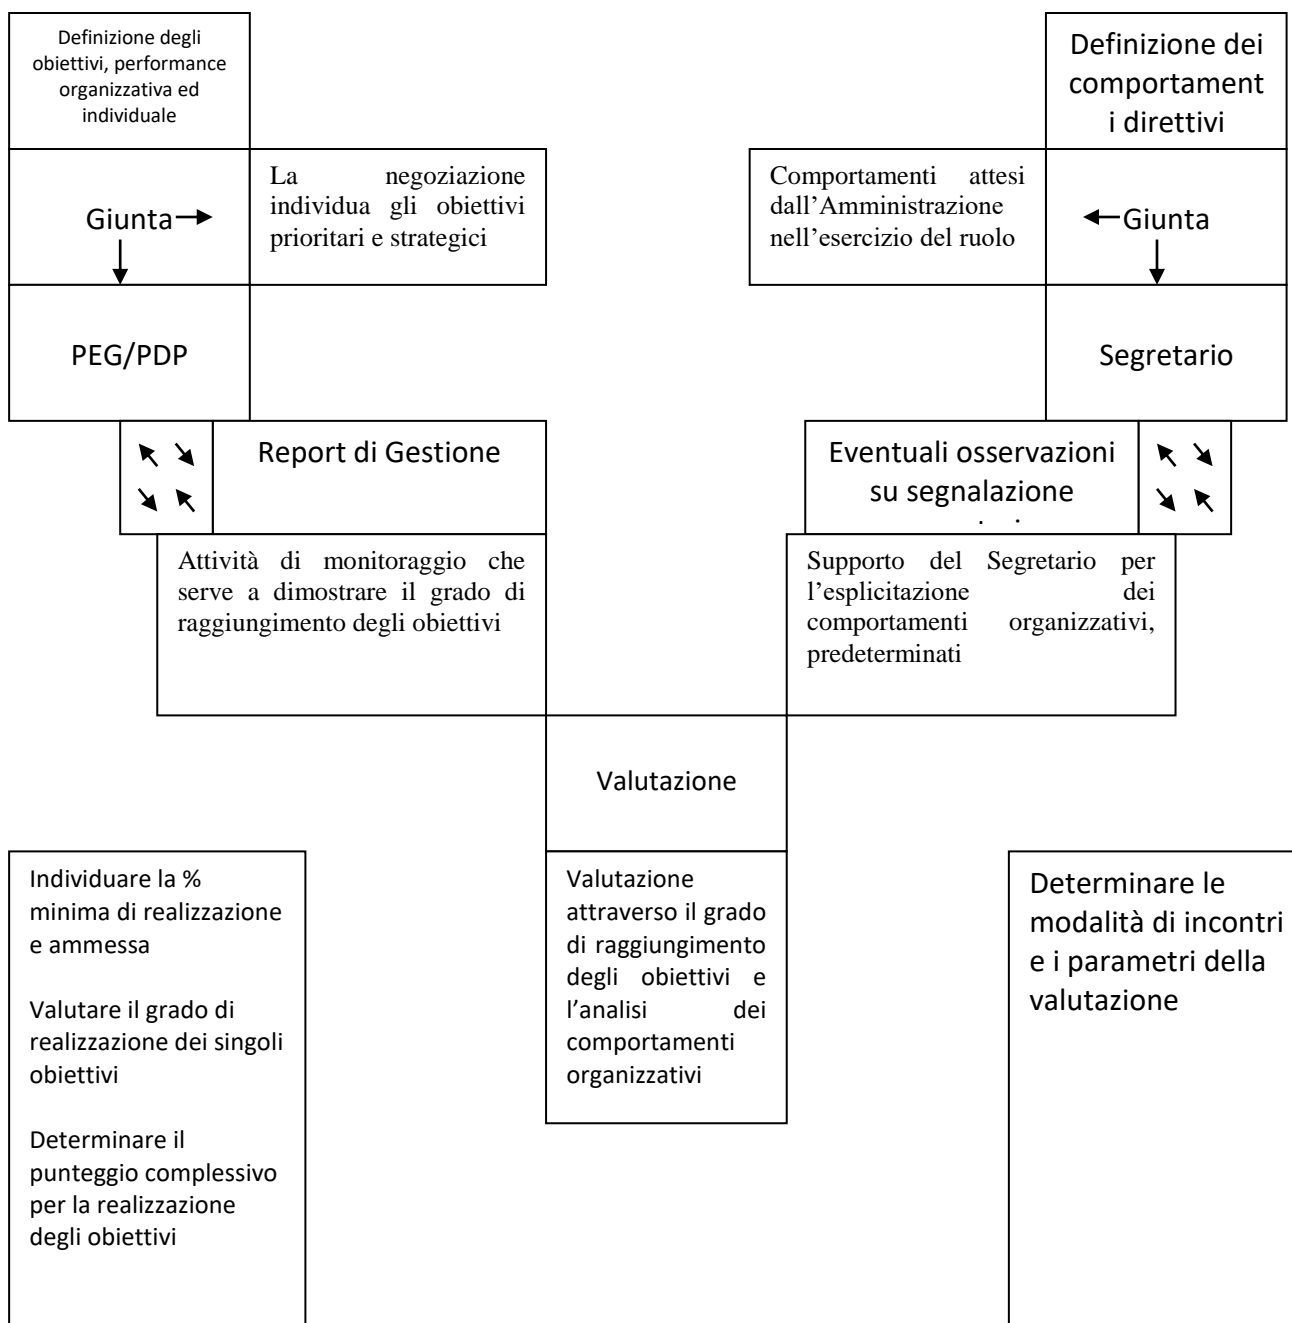 Definizione degli
obiettivi, performance
organizzativa ed
individuale
Definizione dei
comportament
i direttivi
Giunta
La negoziazione
individua gli obiettivi
prioritari e strategici
Comportamenti attesi
dall’Amministrazione
nell’esercizio del ruolo
Giunta
PEG/PDP
Segretario
Report di Gestione
Eventuali osservazioni
su segnalazione
Attività di monitoraggio che
serve a dimostrare il grado di
raggiungimento degli obiettivi
Supporto del Segretario per
l’esplicitazione dei
comportamenti organizzativi,
predeterminati
Valutazione
Individuare la %
minima di realizzazione
e ammessa
Valutare il grado di
realizzazione dei singoli
obiettivi
Determinare il
punteggio complessivo
per la realizzazione
degli obiettivi
Valutazione
attraverso il grado
di raggiungimento
degli obiettivi e
l’analisi dei
comportamenti
organizzativi
Determinare le
modalità di incontri
e i parametri della
valutazione